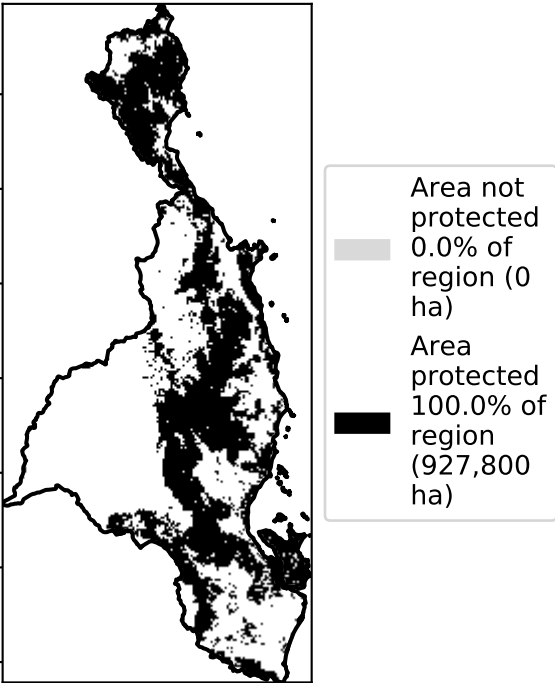 Area not
protected
0.0% of
region (0
ha)
Area
protected
100.0% of
region
(927,800
ha)